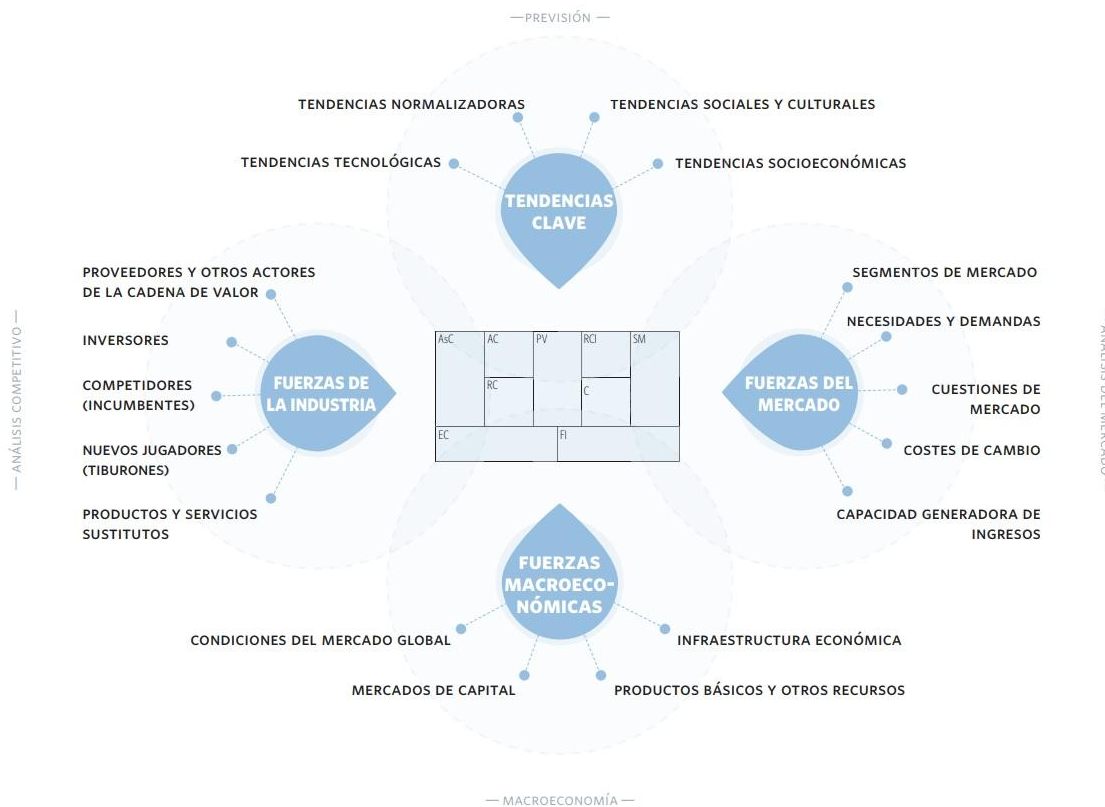 — PREVISIÓN —
TENDENCIAS NORMALIZADORAS
TENDENCIAS SOCIALES Y CULTURALES
TENDENCIAS TECNOLÓGICAS
TENDENCIAS SOCIOECONÓMICAS
TENDENCIAS
CLAVE
— ANÁLISIS COMPETITIVO —
PROVEEDORES Y OTROS ACTORES
DE LA CADENA DE VALOR
INVERSORES
COMPETIDORES
(INCUMBENTES)
NUEVOS JUGADORES
(TIBURONES)
PRODUCTOS Y SERVICIOS
SUSTITUTOS
FUERZAS DE
LA INDUSTRIA
AsC
AC
PV
RCl
SM
RC
C
EC
FI
FUERZAS DEL
MERCADO
SEGMENTOS DE MERCADO
NECESIDADES Y DEMANDAS
CUESTIONES DE
MERCADO
COSTES DE CAMBIO
CAPACIDAD GENERADORA DE
INGRESOS
FUERZAS
MACROECO-
NÓMICAS
CONDICIONES DEL MERCADO GLOBAL
INFRAESTRUCTURA ECONÓMICA
MERCADOS DE CAPITAL
PRODUCTOS BÁSICOS Y OTROS RECURSOS
— MACROECONOMÍA —